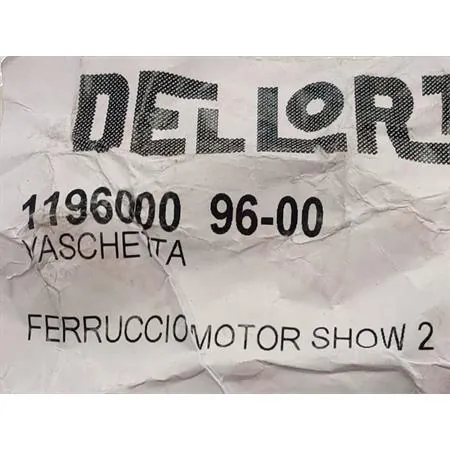 DELLORT
1196000 96-00
VASCHETTA
FERRUCCIO MOTOR SHOW 2